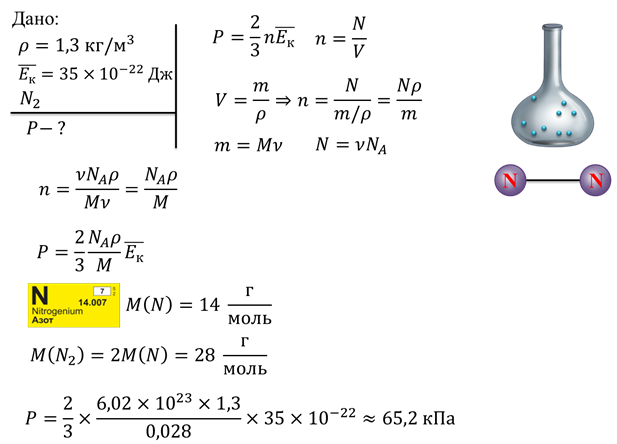 Дано:
ρ = 1,3 кг/м³
E̅к̅ = 35 × 10⁻²² Дж
N₂
P − ?
P = 2/3 nE̅к̅    n = N/V
V = m/ρ ⇒ n = N/(m/ρ) = Nρ/m
m = Mν    N = νN_A
n = νN_Aρ/Mν = N_Aρ/M
P = 2/3 N_Aρ/M E̅к̅
N 7 14.007
Nitrogenium
Азот
M(N) = 14 г/моль
M(N₂) = 2M(N) = 28 г/моль
P = 2/3 × (6,02 × 10²³ × 1,3)/0,028 × 35 × 10⁻²² ≈ 65,2 кПа
N N